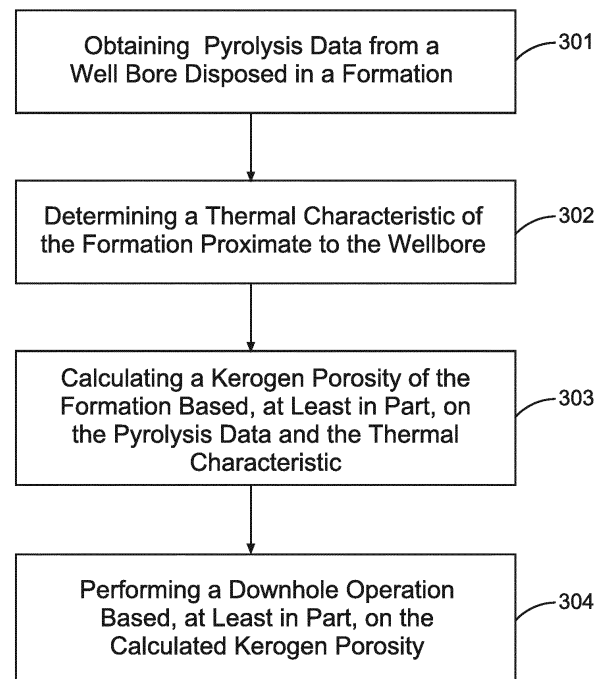 Obtaining Pyrolysis Data from a
Well Bore Disposed in a Formation
301
Determining a Thermal Characteristic of
the Formation Proximate to the Wellbore
302
Calculating a Kerogen Porosity of the
Formation Based, at Least in Part, on
the Pyrolysis Data and the Thermal
Characteristic
303
Performing a Downhole Operation
Based, at Least in Part, on the
Calculated Kerogen Porosity
304